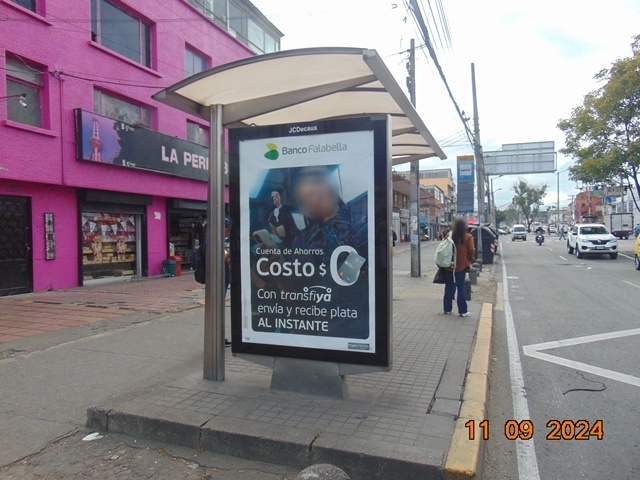 JCDecaux
Banco Falabella
LA PER
Cuenta de Ahorros
Costo $0
Con transfiYa
envía y recibe plata
AL INSTANTE
11 09 2024